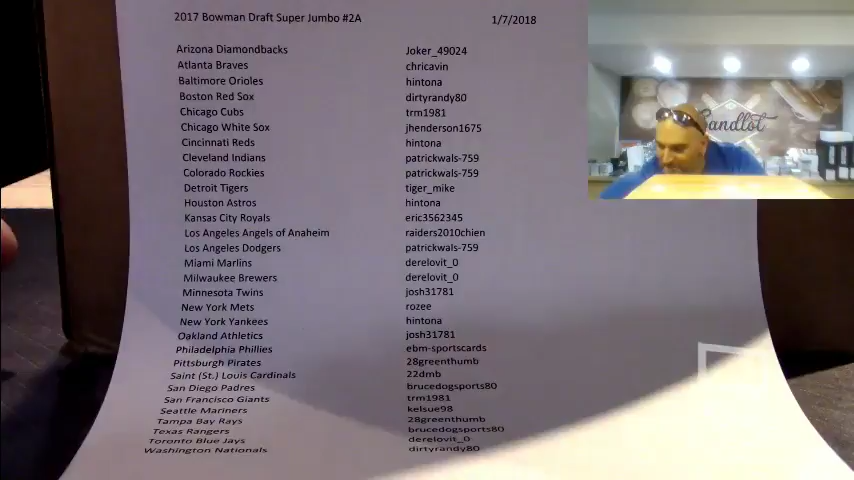 2017 Bowman Draft Super Jumbo #2A 1/7/2018
Arizona Diamondbacks Joker_49024
Atlanta Braves chricavin
Baltimore Orioles hintona
Boston Red Sox dirtyrandy80
Chicago Cubs trm1981
Chicago White Sox jhenderson1675
Cincinnati Reds hintona
Cleveland Indians patrickwals-759
Colorado Rockies patrickwals-759
Detroit Tigers tiger_mike
Houston Astros hintona
Kansas City Royals eric3562345
Los Angeles Angels of Anaheim raiders2010chien
Los Angeles Dodgers patrickwals-759
Miami Marlins derelovit_0
Milwaukee Brewers derelovit_0
Minnesota Twins josh31781
New York Mets rozee
New York Yankees hintona
Oakland Athletics josh31781
Philadelphia Phillies ebm-sportscards
Pittsburgh Pirates 28greenthumb
Saint (St.) Louis Cardinals 22dmb
San Diego Padres brucedogsports80
San Francisco Giants trm1981
Seattle Mariners kelsue98
Tampa Bay Rays 28greenthumb
Texas Rangers brucedogsports80
Toronto Blue Jays derelovit_0
Washington Nationals dirtyrandy80
Sandlot